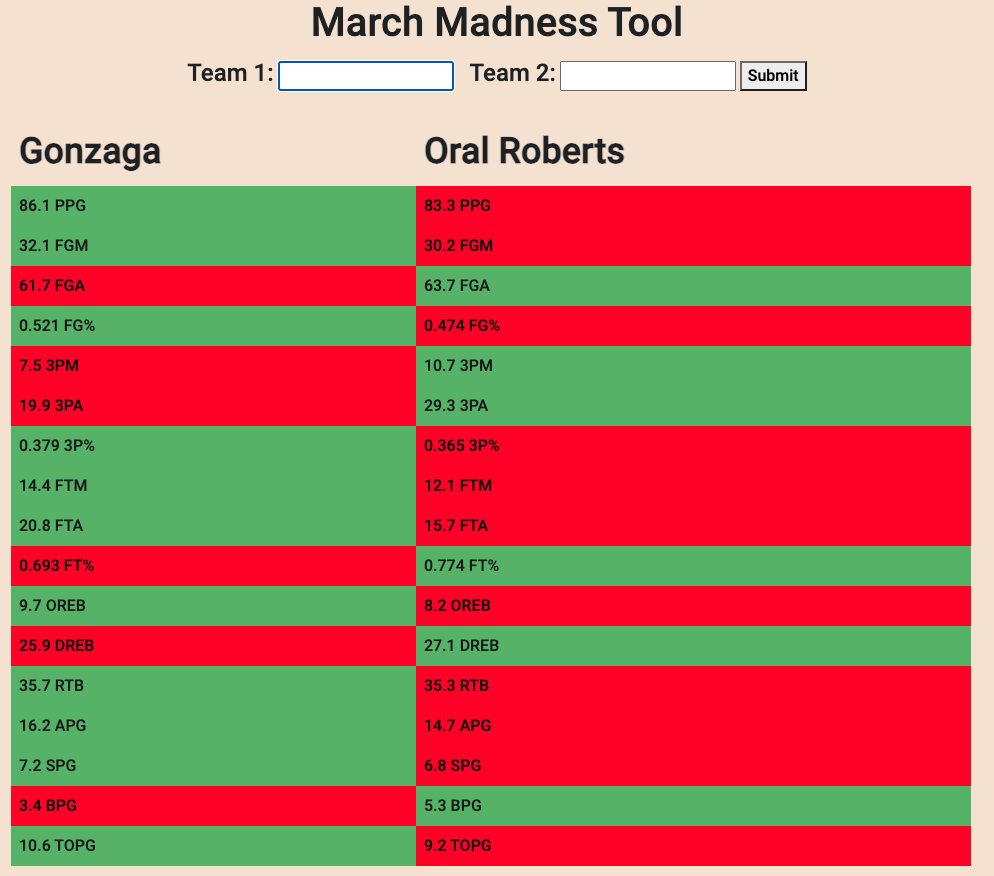 March Madness Tool
Team 1: Team 2: Submit
Gonzaga Oral Roberts
86.1 PPG 83.3 PPG
32.1 FGM 30.2 FGM
61.7 FGA 63.7 FGA
0.521 FG% 0.474 FG%
7.5 3PM 10.7 3PM
19.9 3PA 29.3 3PA
0.379 3P% 0.365 3P%
14.4 FTM 12.1 FTM
20.8 FTA 15.7 FTA
0.693 FT% 0.774 FT%
9.7 OREB 8.2 OREB
25.9 DREB 27.1 DREB
35.7 RTB 35.3 RTB
16.2 APG 14.7 APG
7.2 SPG 6.8 SPG
3.4 BPG 5.3 BPG
10.6 TOPG 9.2 TOPG